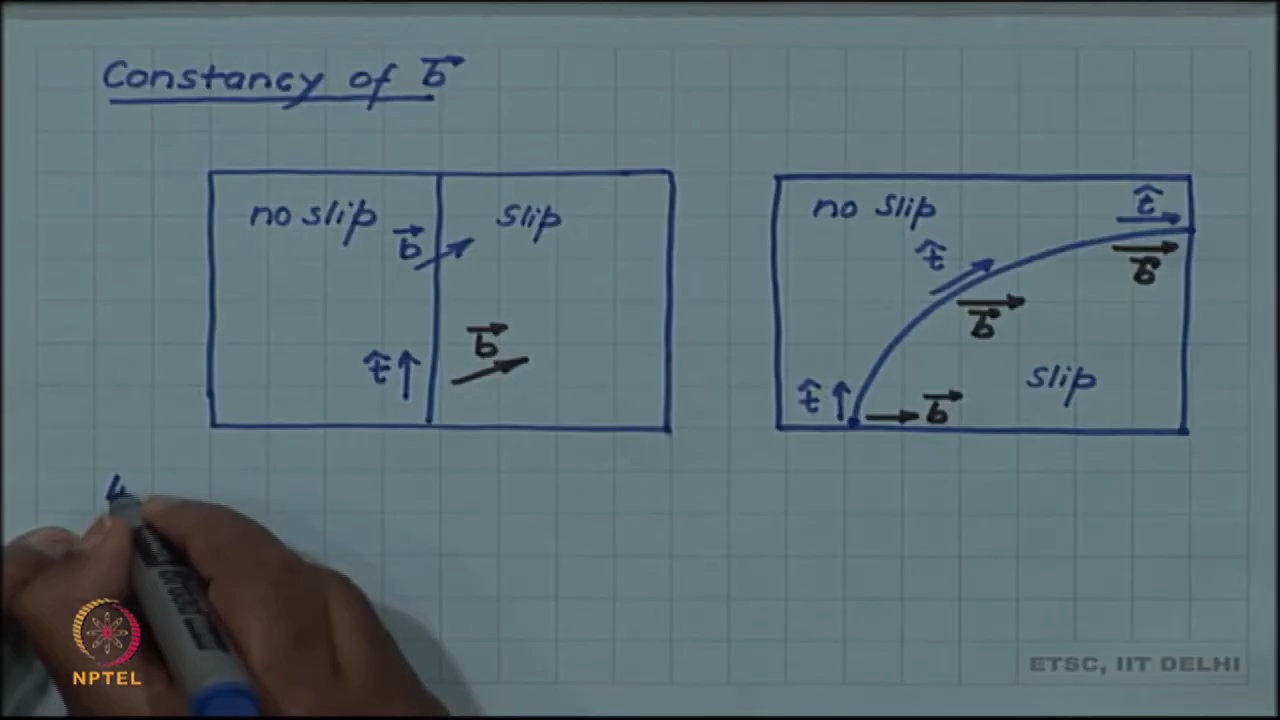 Constancy of b⃗
no slip
b⃗
slip
t̂
b⃗
no slip
t̂
t̂
b⃗
b⃗
slip
t̂
b⃗
NPTEL
ETSC, IIT DELHI